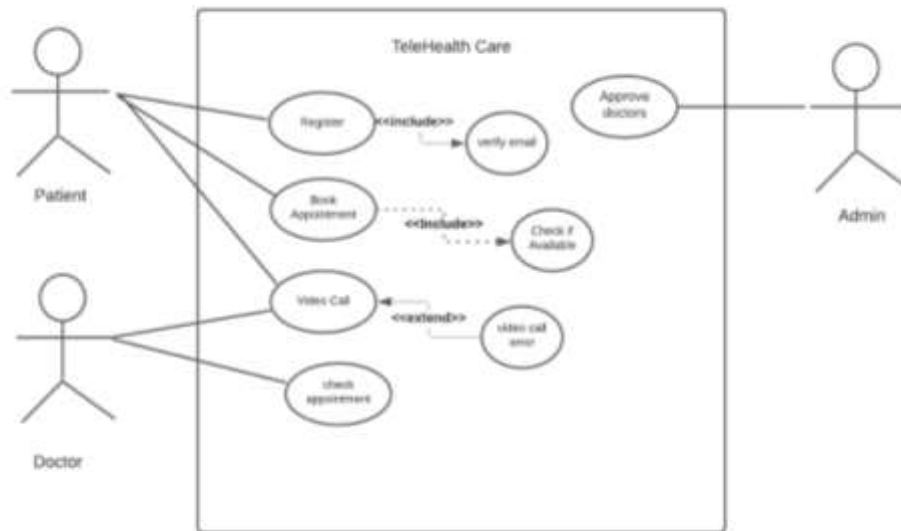 TeleHealth Care
Patient
Register
<<include>>
verify email
Approve
doctors
Admin
Book
Appointment
<<Include>>
Check if
Available
Video Call
<<extend>>
video call
error
check
appointment
Doctor